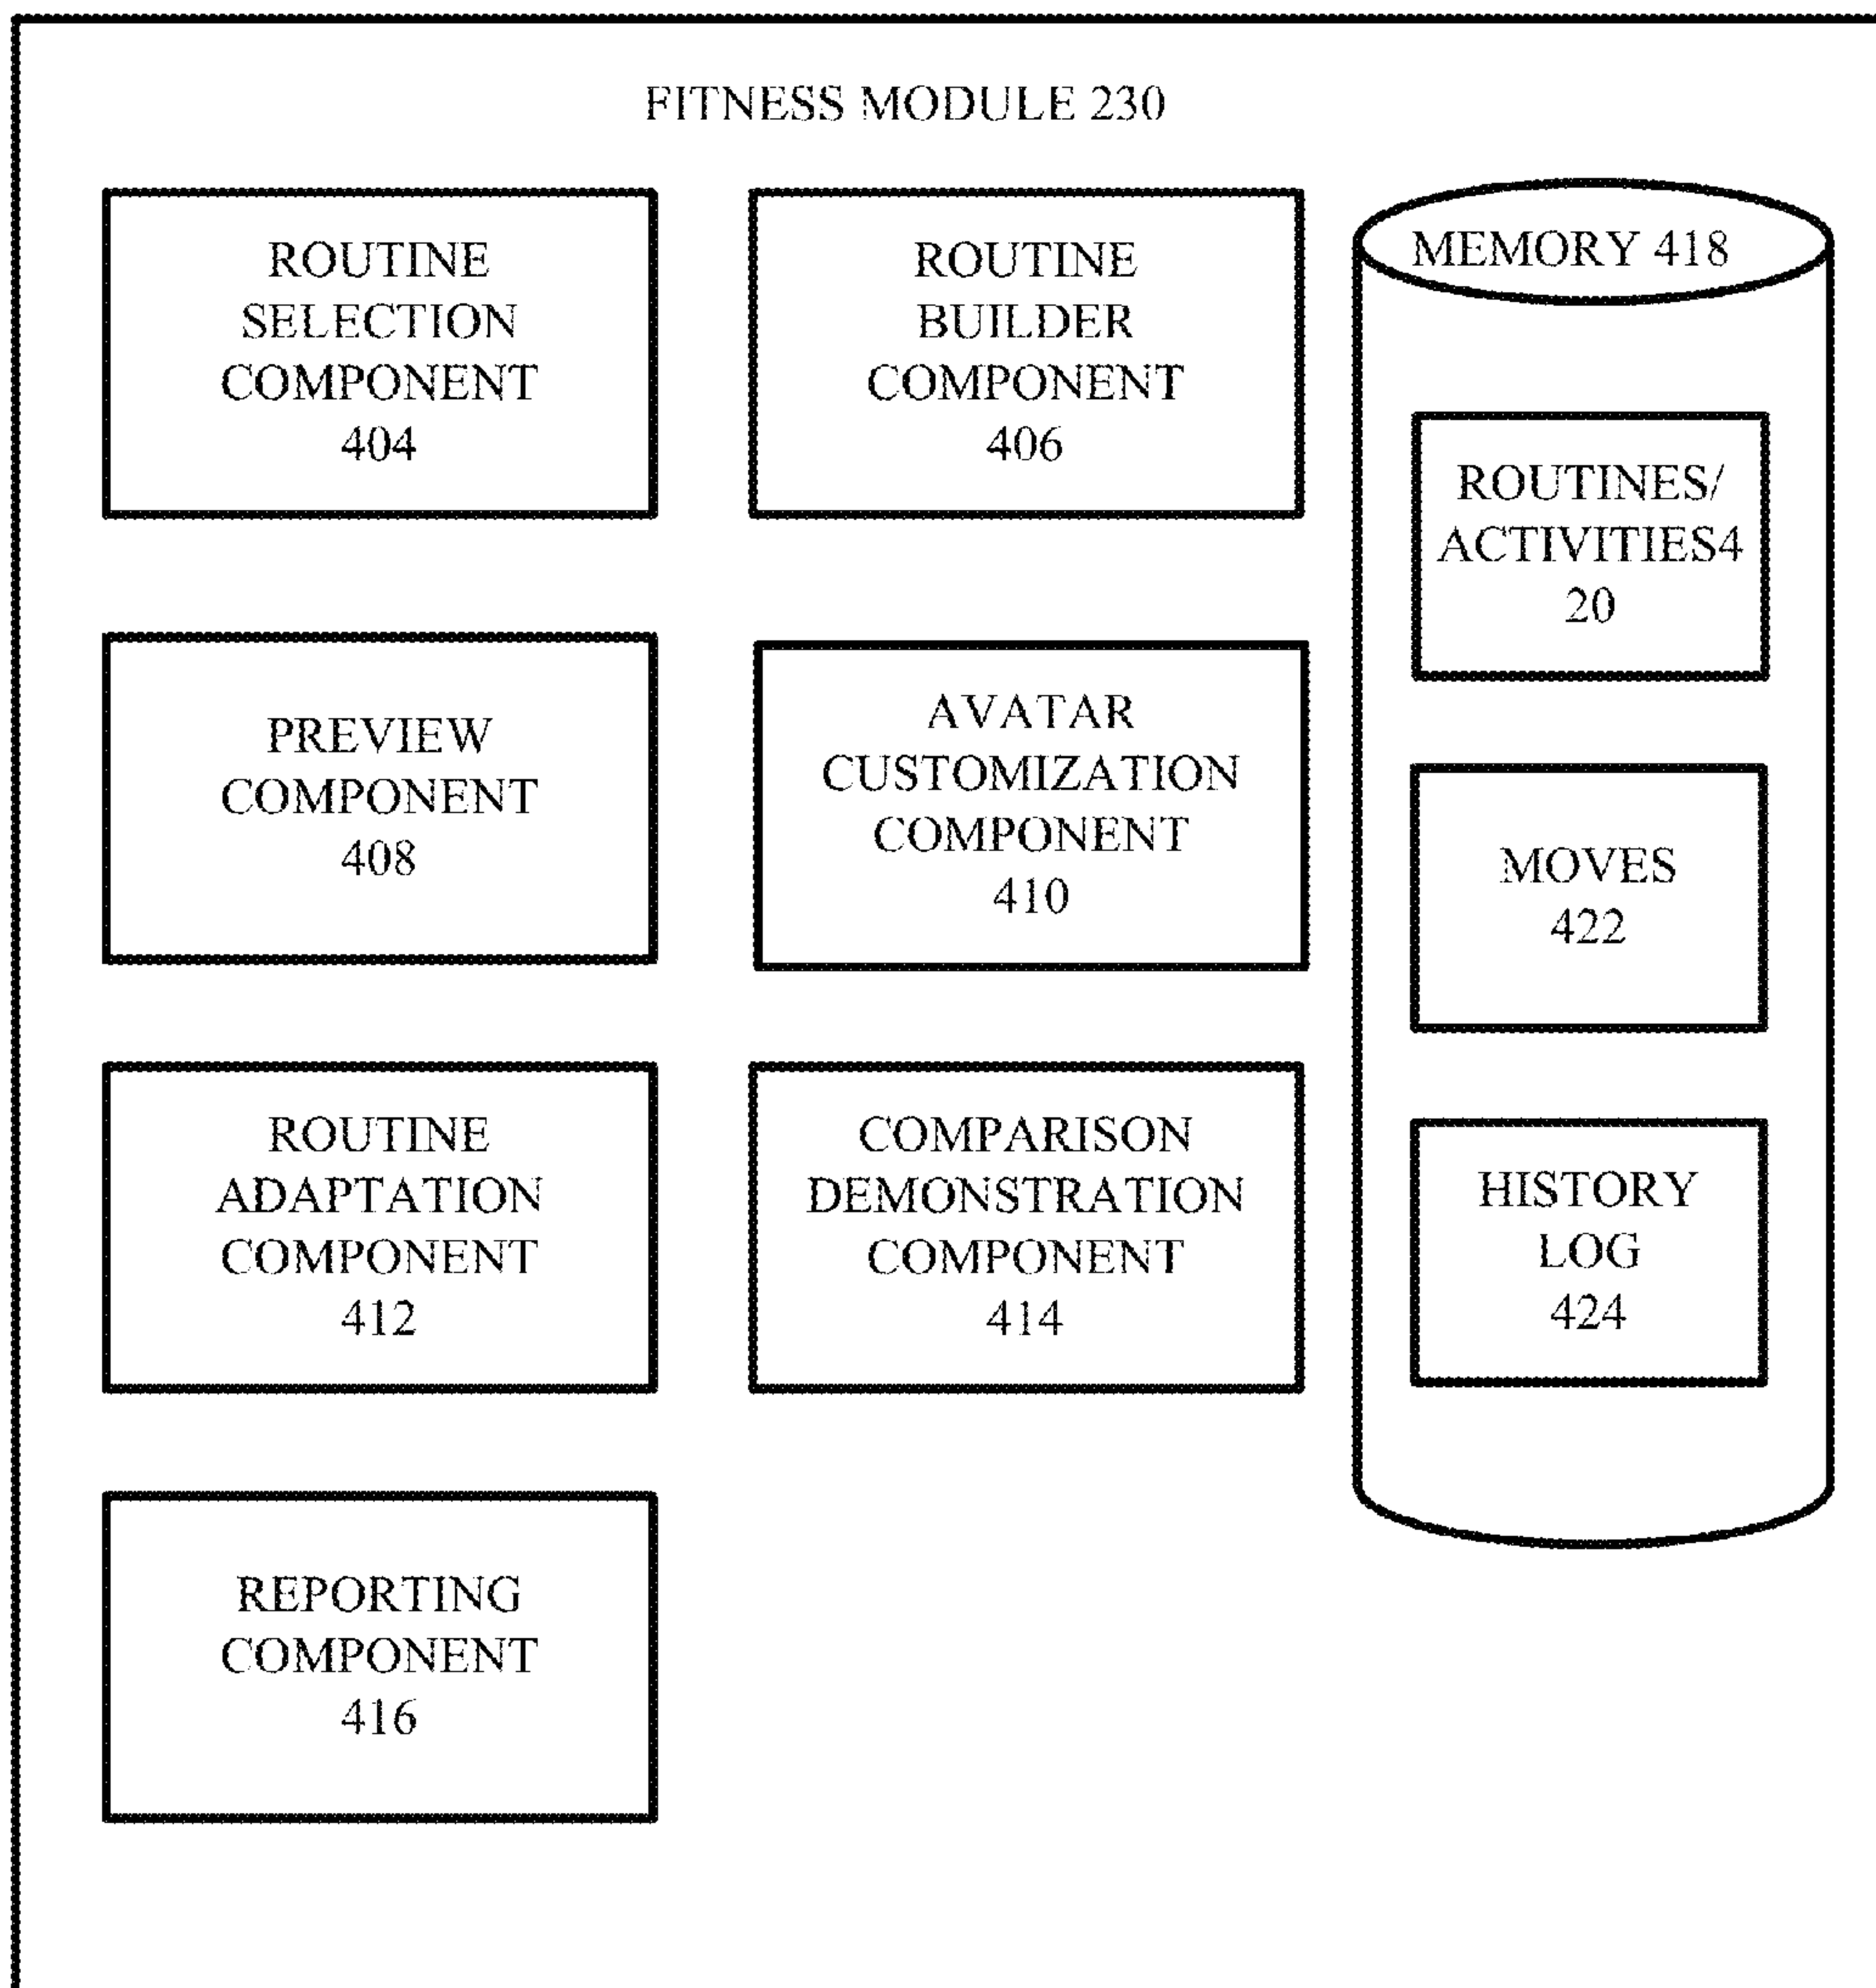 FITNESS MODULE 230
ROUTINE
SELECTION
COMPONENT
404
ROUTINE
BUILDER
COMPONENT
406
MEMORY 418
ROUTINES/
ACTIVITIES4
20
PREVIEW
COMPONENT
408
AVATAR
CUSTOMIZATION
COMPONENT
410
MOVES
422
ROUTINE
ADAPTATION
COMPONENT
412
COMPARISON
DEMONSTRATION
COMPONENT
414
HISTORY
LOG
424
REPORTING
COMPONENT
416